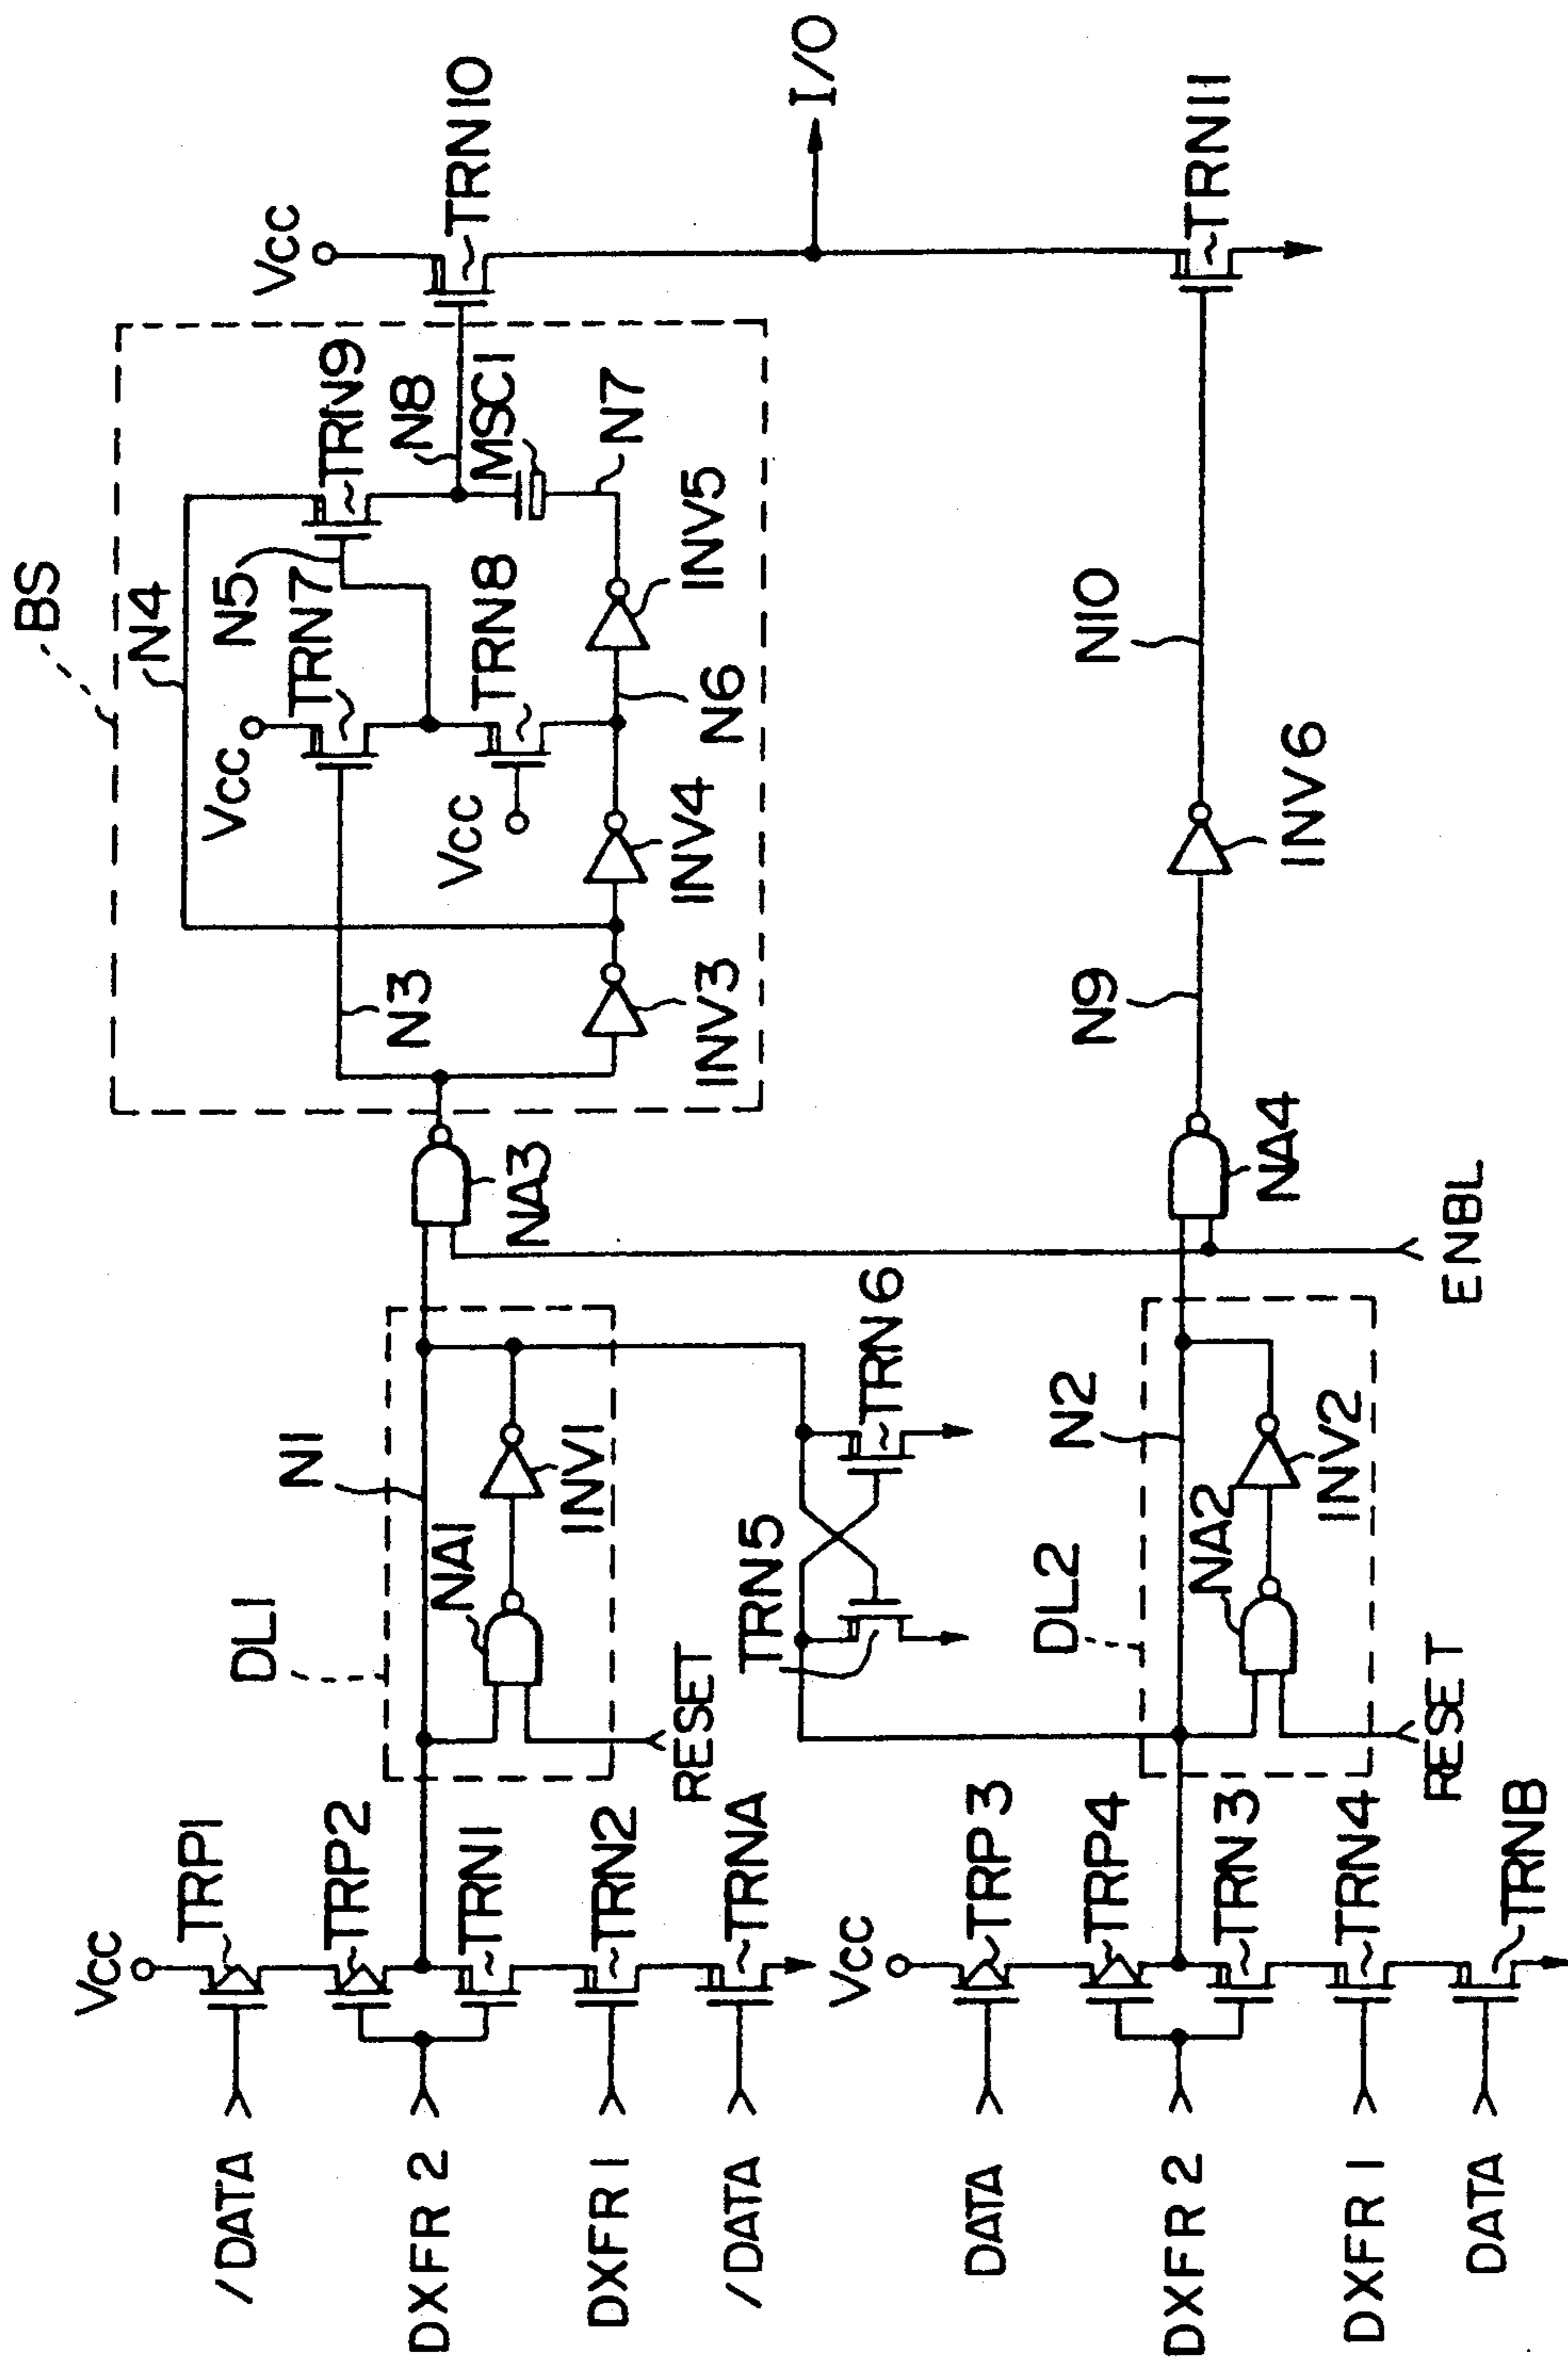 BS
N4
Vcc
TRN7
N5
TRN9
N8
MSC1
Vcc
TRN10
Vcc
TRN8
N3
INV3
INV4
N6
INV5
N7
I/O
NA3
DL1
N1
NA1
INV1
RESET
Vcc
TRP1
/DATA
TRP2
DXFR 2
TRN1
TRN2
DXFR 1
TRNA
/DATA
TRN5
TRN6
DL2
N2
NA2
INV2
RESET
Vcc
TRP3
DATA
TRP4
DXFR 2
TRN3
TRN4
DXFR 1
TRNB
DATA
NA4
ENBL
N9
INV6
N10
TRN11